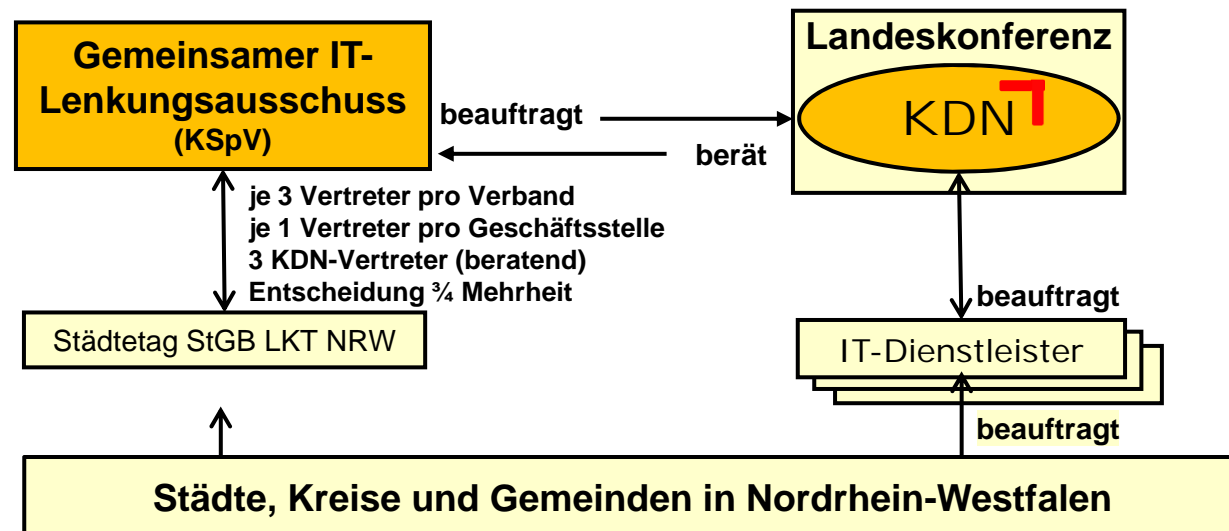 Gemeinsamer IT-
Lenkungsausschuss
(KSpV)
beauftragt
berät
Landeskonferenz
KDN
je 3 Vertreter pro Verband
je 1 Vertreter pro Geschäftsstelle
3 KDN-Vertreter (beratend)
Entscheidung ¾ Mehrheit
beauftragt
Städtetag StGB LKT NRW
IT-Dienstleister
beauftragt
Städte, Kreise und Gemeinden in Nordrhein-Westfalen